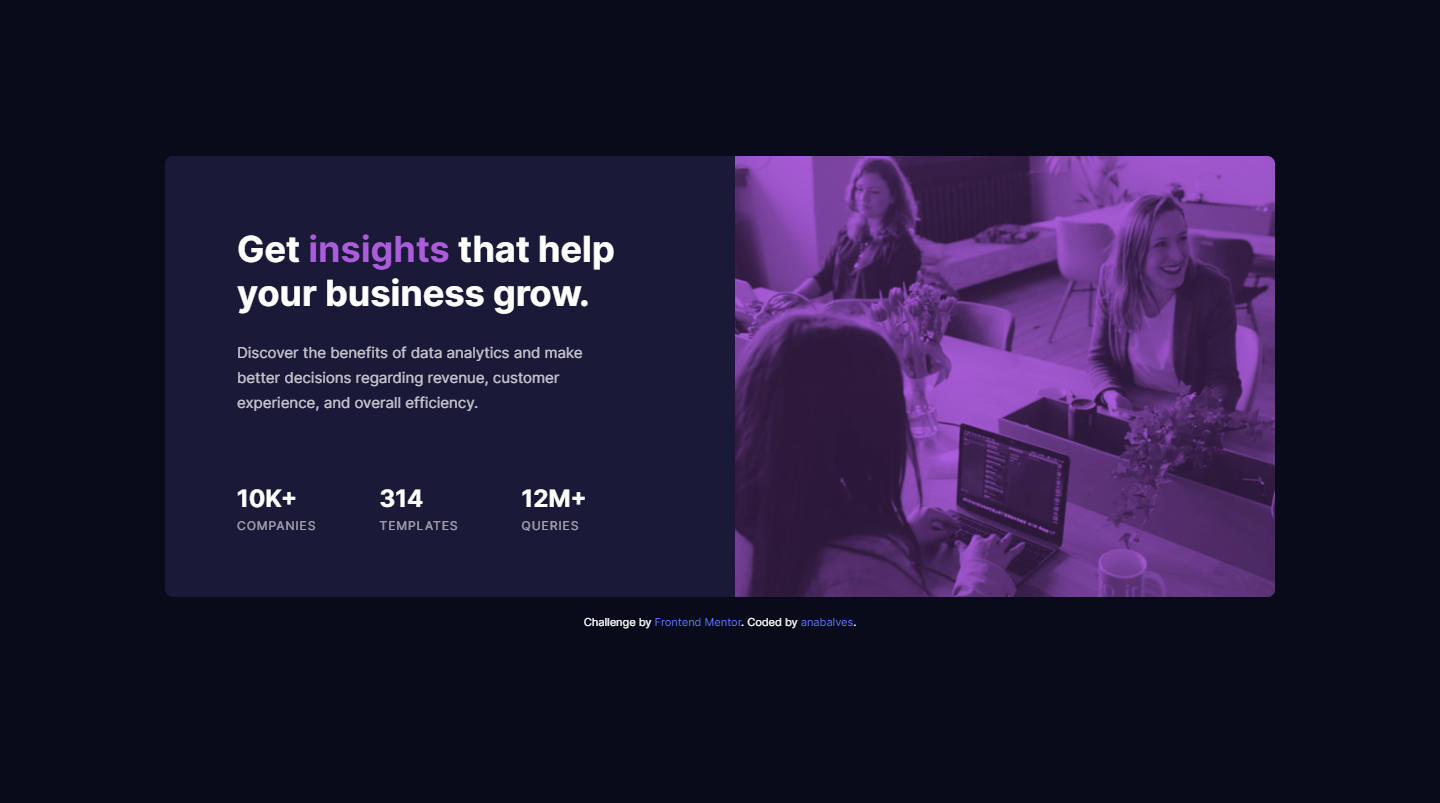 Get insights that help
your business grow.
Discover the benefits of data analytics and make
better decisions regarding revenue, customer
experience, and overall efficiency.
10K+ 314 12M+
COMPANIES TEMPLATES QUERIES
Challenge by Frontend Mentor. Coded by anabalves.